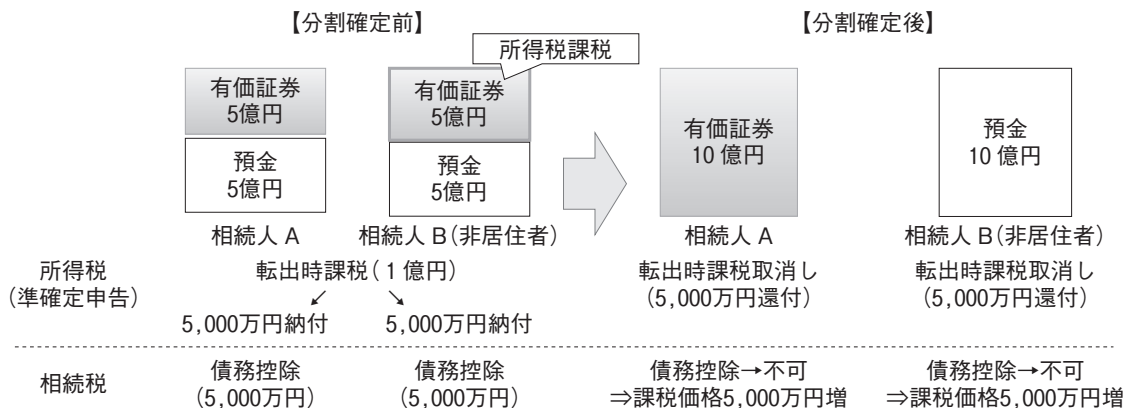 【分割確定前】
所得税課税
有価証券
5億円
預金
5億円
相続人A
有価証券
5億円
預金
5億円
相続人B(非居住者)
【分割確定後】
有価証券
10億円
相続人A
預金
10億円
相続人B(非居住者)
所得税
(準確定申告)
転出時課税(1億円)
↙ ↘
5,000万円納付
5,000万円納付
転出時課税取消し
(5,000万円還付)
転出時課税取消し
(5,000万円還付)
相続税
債務控除
(5,000万円)
債務控除
(5,000万円)
債務控除→不可
⇒課税価格5,000万円増
債務控除→不可
⇒課税価格5,000万円増